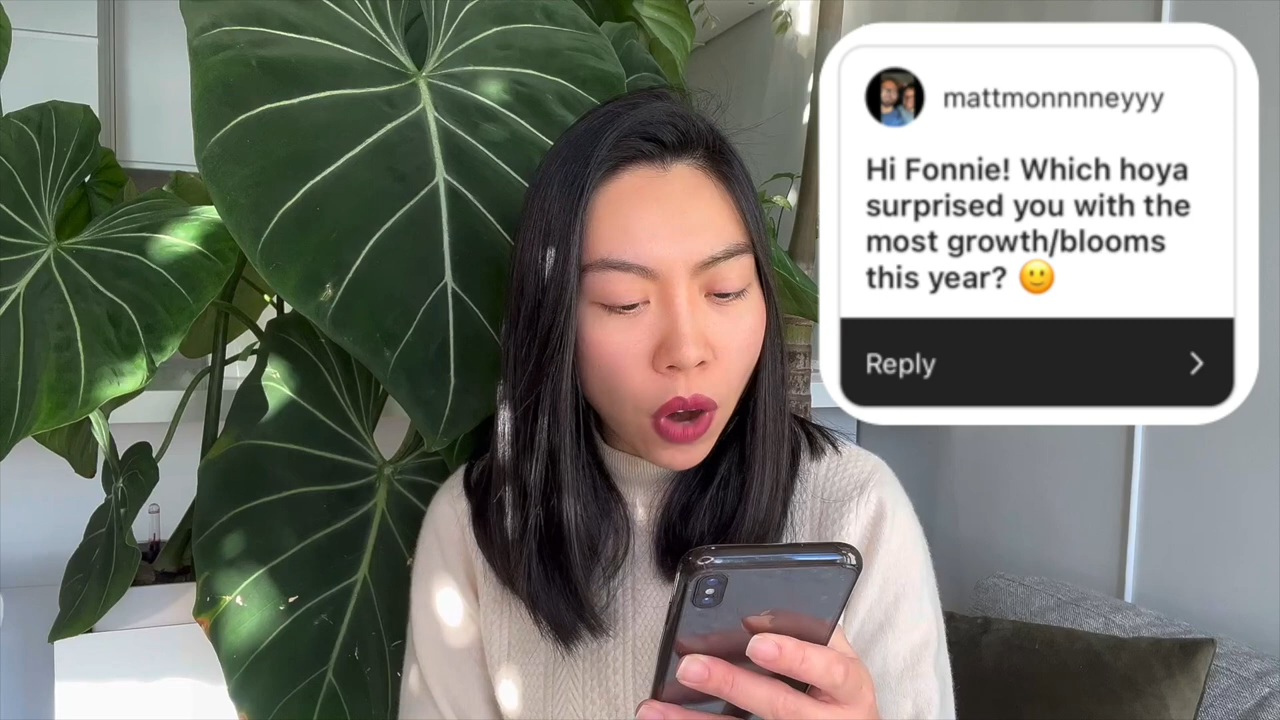 mattmonnnneyyy
Hi Fonnie! Which hoya
surprised you with the
most growth/blooms
this year? 🙂
Reply